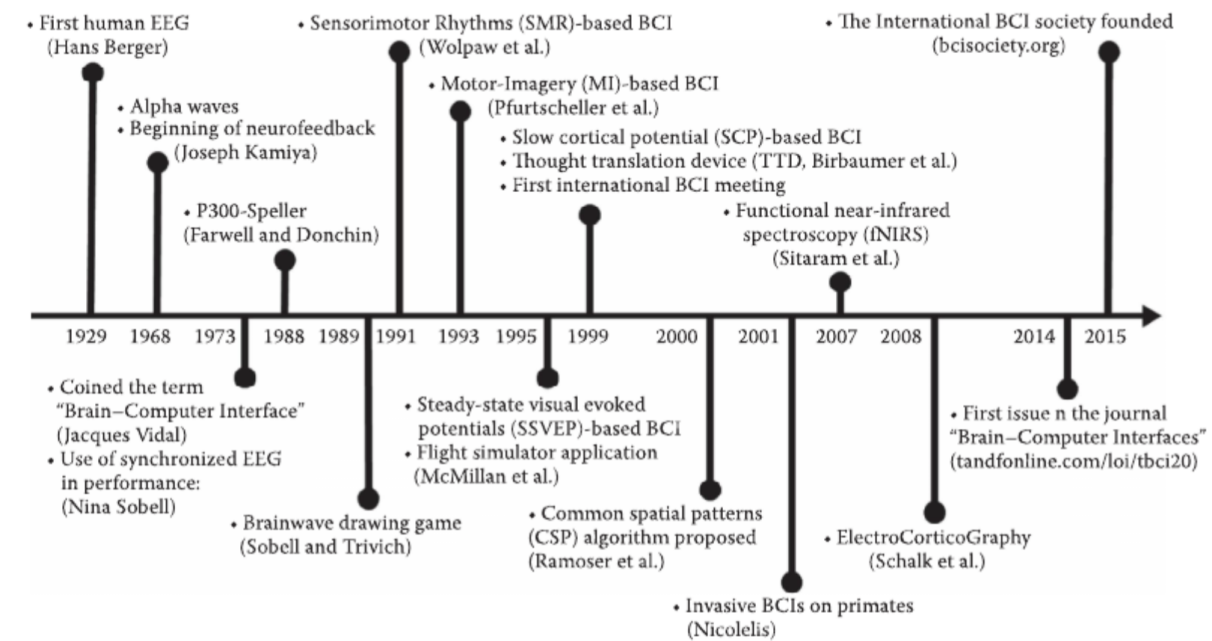 • First human EEG
(Hans Berger)
• Alpha waves
• Beginning of neurofeedback
(Joseph Kamiya)
• P300-Speller
(Farwell and Donchin)
• Sensorimotor Rhythms (SMR)-based BCI
(Wolpaw et al.)
• Motor-Imagery (MI)-based BCI
(Pfurtscheller et al.)
• Slow cortical potential (SCP)-based BCI
• Thought translation device (TTD, Birbaumer et al.)
• First international BCI meeting
• Functional near-infrared
spectroscopy (fNIRS)
(Sitaram et al.)
• The International BCI society founded
(bcisociety.org)
1929 1968 1973 1988 1989 1991 1993 1995 1999 2000 2001 2007 2008 2014 2015
• Coined the term
“Brain–Computer Interface”
(Jacques Vidal)
• Use of synchronized EEG
in performance:
(Nina Sobell)
• Brainwave drawing game
(Sobell and Trivich)
• Steady-state visual evoked
potentials (SSVEP)-based BCI
• Flight simulator application
(McMillan et al.)
• Common spatial patterns
(CSP) algorithm proposed
(Ramoser et al.)
• Invasive BCIs on primates
(Nicolelis)
• ElectroCorticoGraphy
(Schalk et al.)
• First issue n the journal
“Brain–Computer Interfaces”
(tandfonline.com/loi/tbci20)